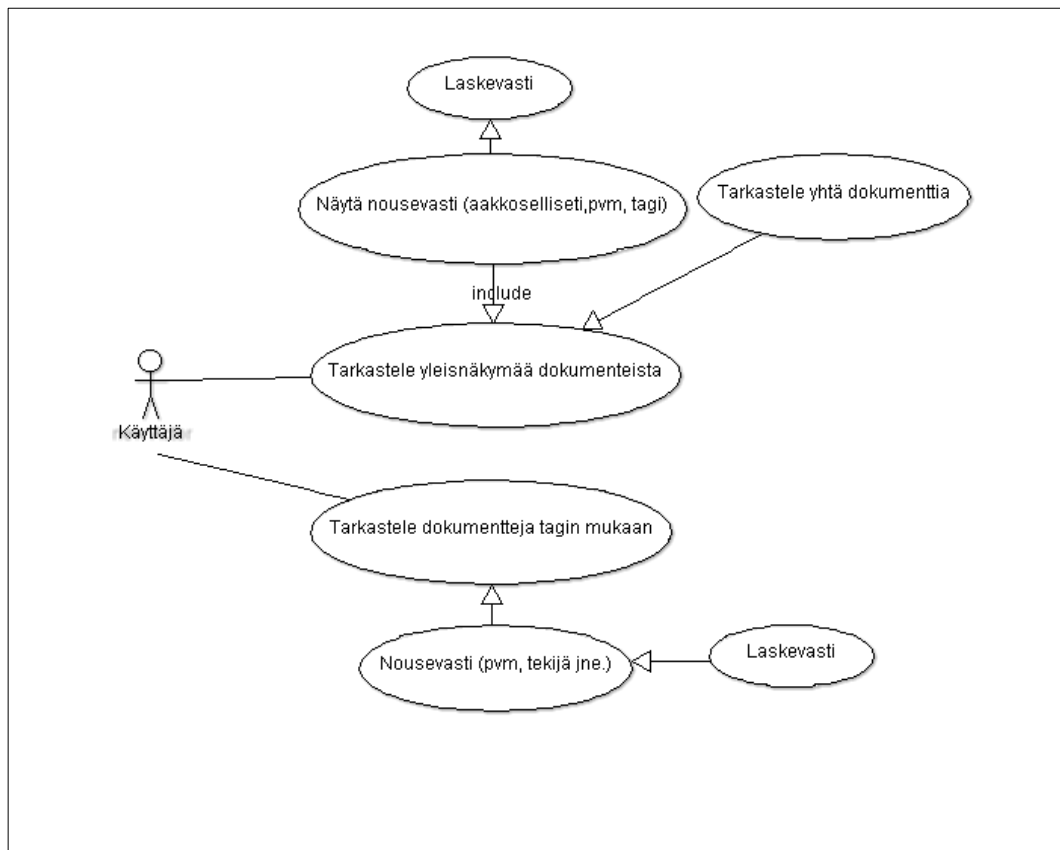 Laskevasti
Näytä nousevasti (aakkoselliseti,pvm, tagi)
Tarkastele yhtä dokumenttia
include
Tarkastele yleisnäkymää dokumenteista
Käyttäjä
Tarkastele dokumentteja tagin mukaan
Nousevasti (pvm, tekijä jne.)
Laskevasti